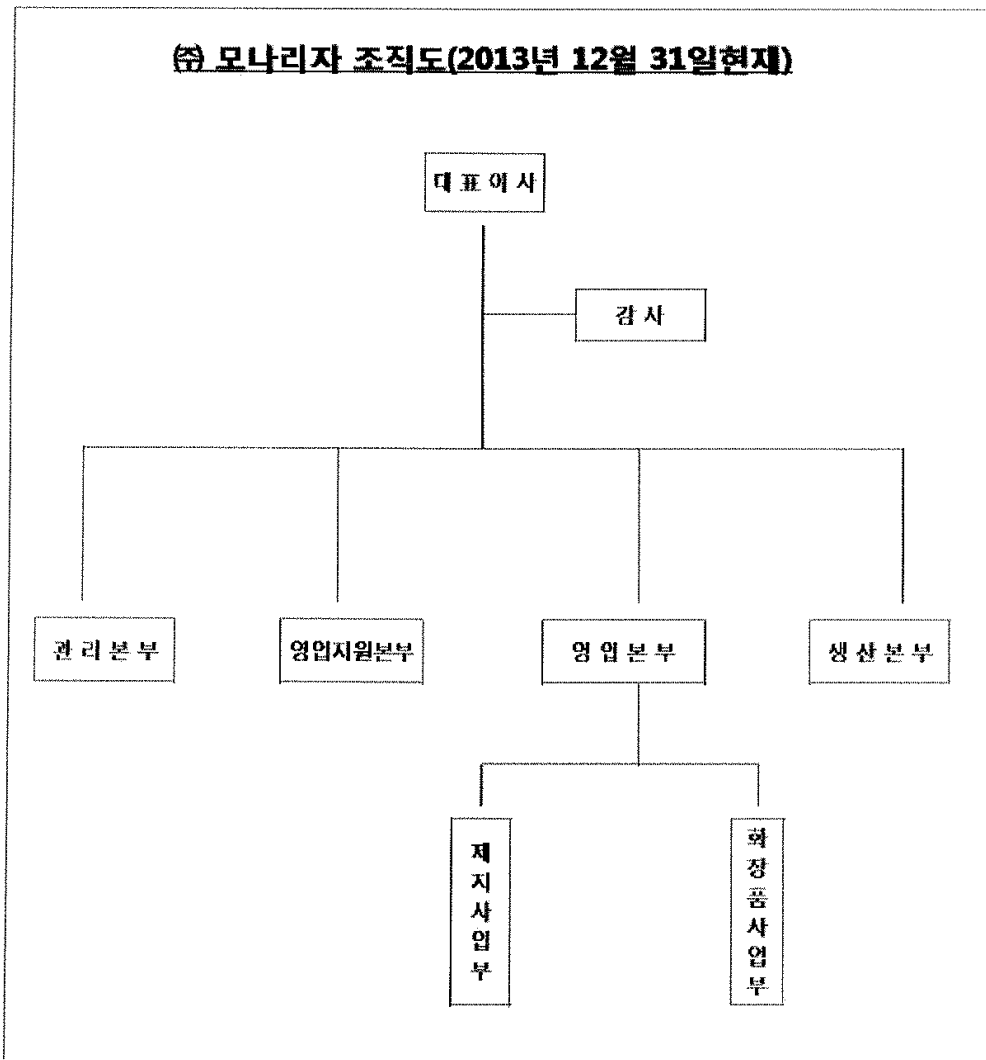 ㈜ 모나리자 조직도(2013년 12월 31일현재)
대 표 이 사
감 사
관 리 본 부
영업지원본부
영 업 본 부
생 산 본 부
제지사업부
화장품사업부